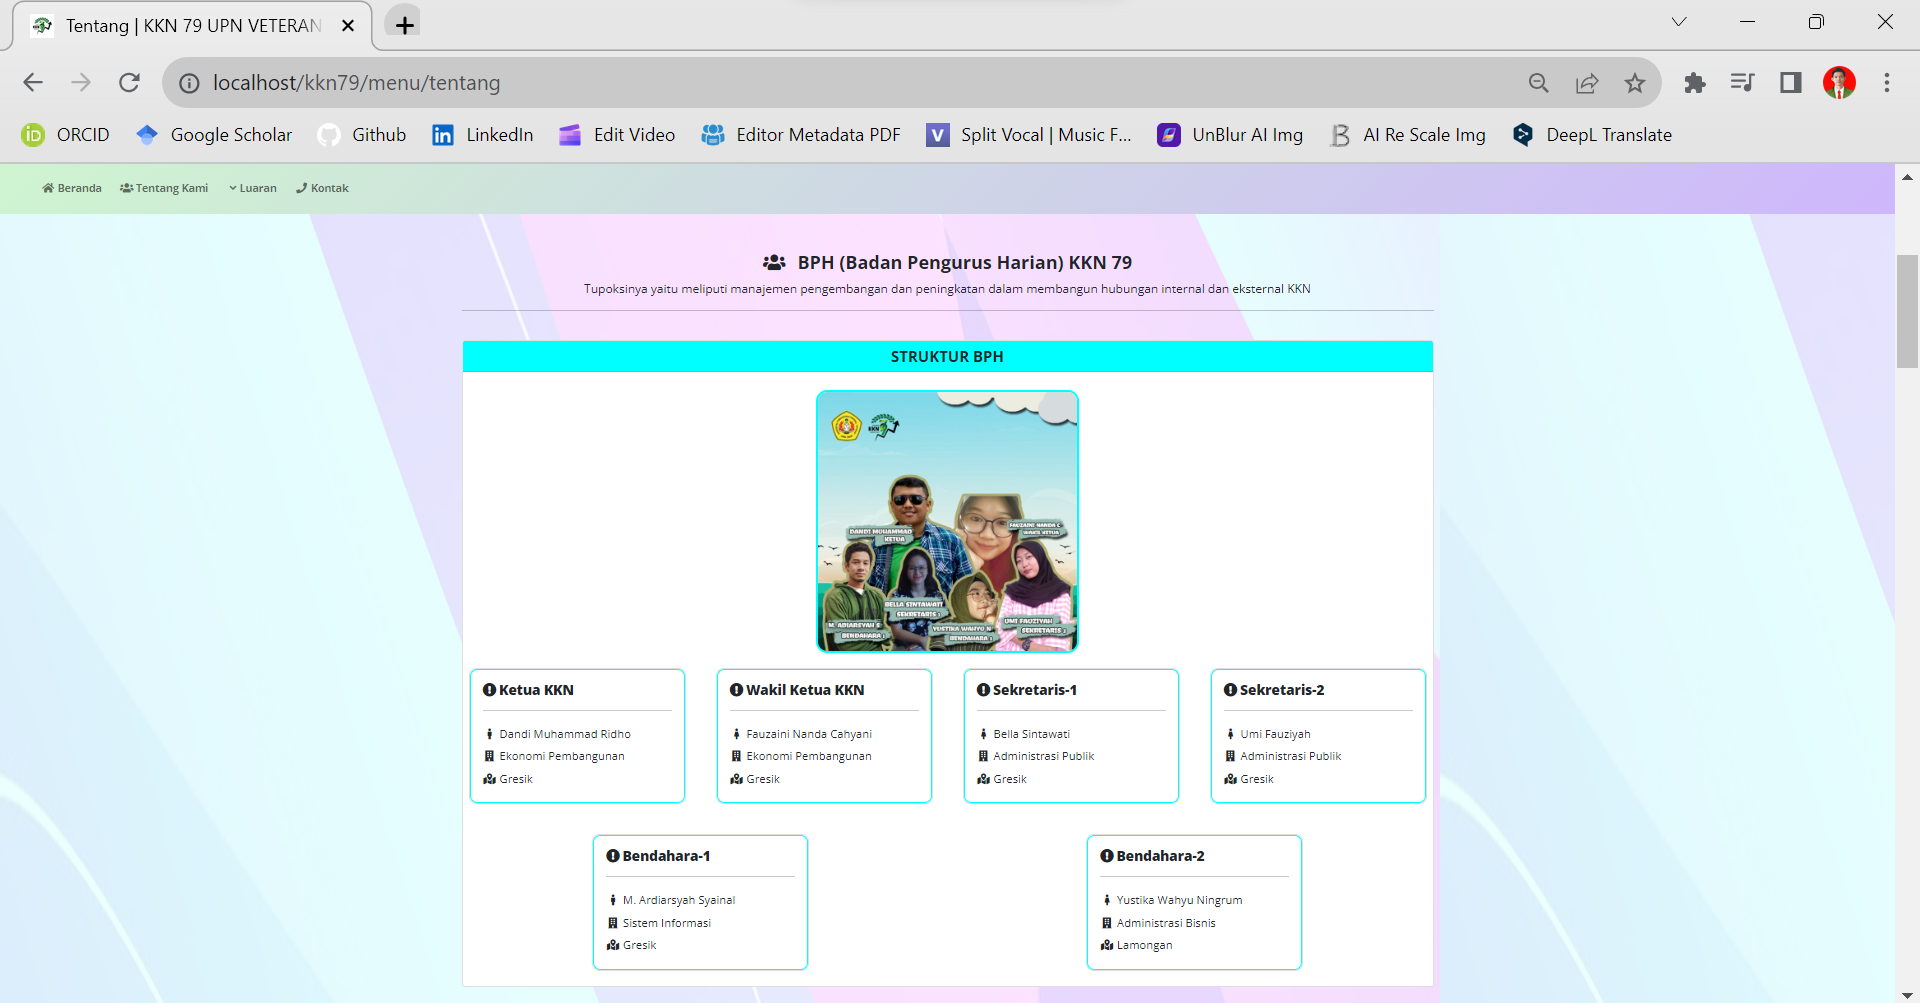 Tentang | KKN 79 UPN VETERAN
localhost/kkn79/menu/tentang
ORCID Google Scholar Github LinkedIn Edit Video Editor Metadata PDF Split Vocal | Music F... UnBlur AI Img AI Re Scale Img DeepL Translate
Beranda Tentang Kami Luaran Kontak
BPH (Badan Pengurus Harian) KKN 79
Tupoksinya yaitu meliputi manajemen pengembangan dan peningkatan dalam membangun hubungan internal dan eksternal KKN
STRUKTUR BPH
KKN
DANDI MUHAMMAD
KETUA
FAUZAINI NANDA C
WAKIL KETUA
BELLA SINTAWATI
SEKRETARIS 1
UMI FAUZIYAH
SEKRETARIS 2
YUSTIKA WAHYU N
BENDAHARA 2
BENDAHARA 1
Ketua KKN
Dandi Muhammad Ridho
Ekonomi Pembangunan
Gresik
Wakil Ketua KKN
Fauzaini Nanda Cahyani
Ekonomi Pembangunan
Gresik
Sekretaris-1
Bella Sintawati
Administrasi Publik
Gresik
Sekretaris-2
Umi Fauziyah
Administrasi Publik
Gresik
Bendahara-1
M. Ardiarsyah Syainal
Sistem Informasi
Gresik
Bendahara-2
Yustika Wahyu Ningrum
Administrasi Bisnis
Lamongan